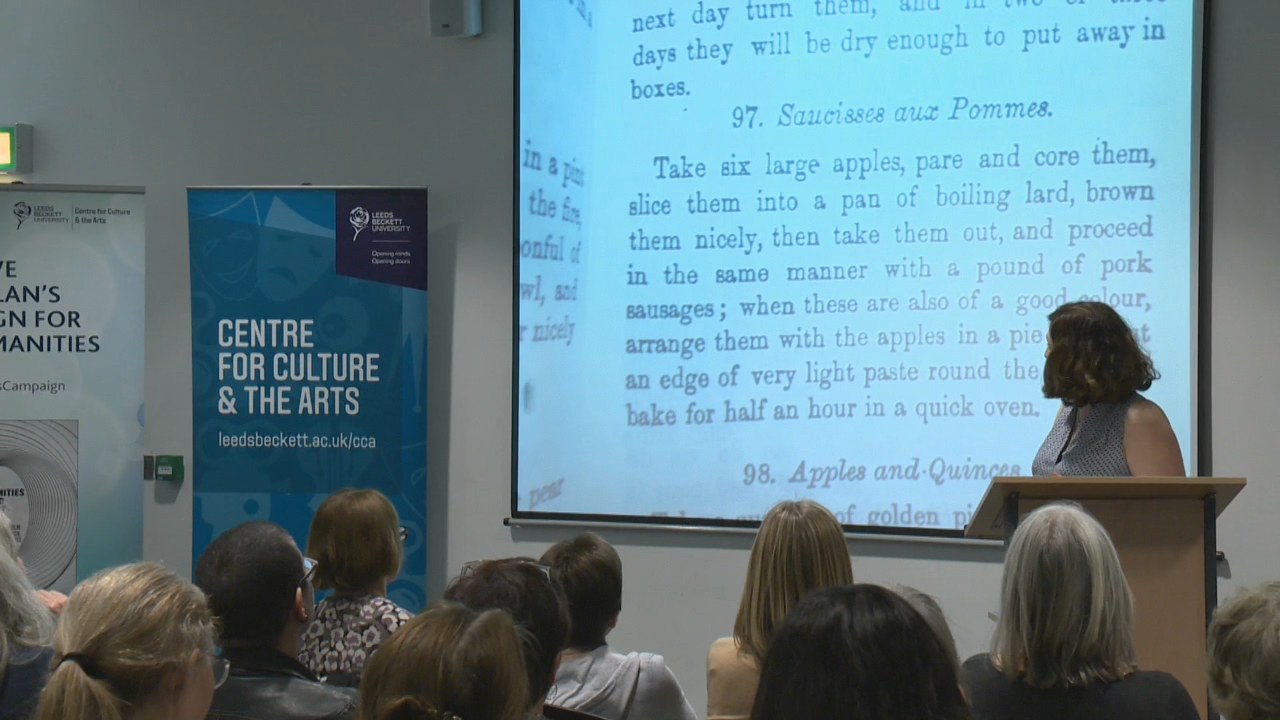 next day turn them, and in two or three
days they will be dry enough to put away in
boxes.
97. Saucisses aux Pommes.
Take six large apples, pare and core them,
slice them into a pan of boiling lard, brown
them nicely, then take them out, and proceed
in the same manner with a pound of pork
sausages; when these are also of a good colour,
arrange them with the apples in a pie
an edge of very light paste round the
bake for half an hour in a quick oven.
98. Apples and Quinces
of golden pi
in a pint
the fire,
onful of
wl, and
r nicely
pear
LEEDS
BECKETT
UNIVERSITY
Centre for Culture
& the Arts
VE
LAN'S
GN FOR
MANITIES
sCampaign
LEEDS
BECKETT
UNIVERSITY
Opening minds
Opening doors
CENTRE
FOR CULTURE
& THE ARTS
leedsbeckett.ac.uk/cca